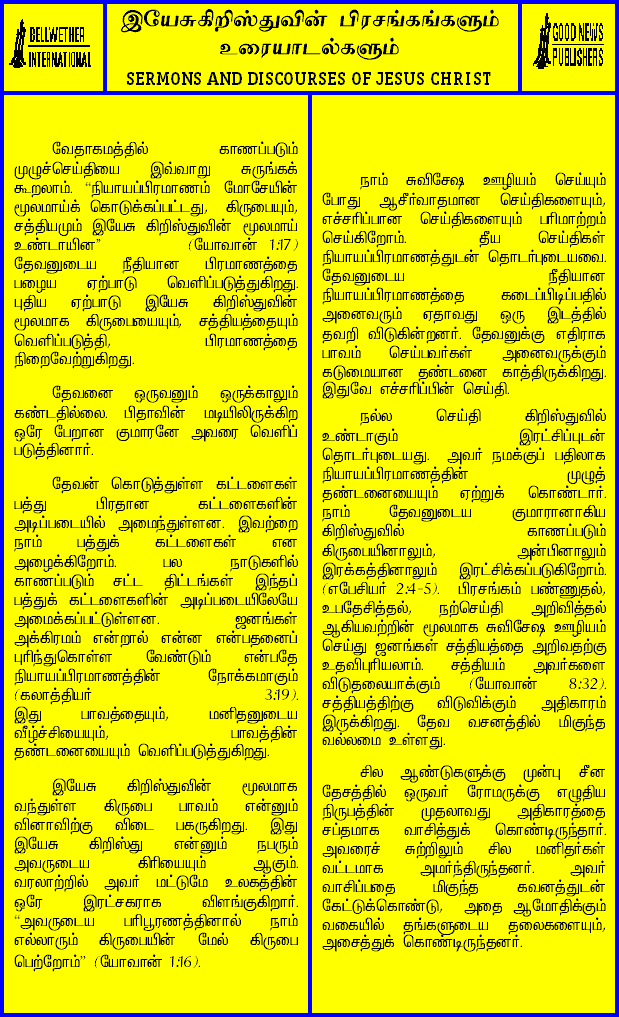 BELLWETHER
INTERNATIONAL
இயேசுகிறிஸ்துவின் பிரசங்கங்களும்
உரையாடல்களும்
SERMONS AND DISCOURSES OF JESUS CHRIST
GOOD NEWS
PUBLISHERS
வேதாகமத்தில் காணப்படும்
முழுச்செய்தியை இவ்வாறு சுருங்கக்
கூறலாம். “நியாயப்பிரமாணம் மோசேயின்
மூலமாய்க் கொடுக்கப்பட்டது, கிருபையும்,
சத்தியமும் இயேசு கிறிஸ்துவின் மூலமாய்
உண்டாயின” (யோவான் 1:17)
தேவனுடைய நீதியான பிரமாணத்தை
பழைய ஏற்பாடு வெளிப்படுத்துகிறது.
புதிய ஏற்பாடு இயேசு கிறிஸ்துவின்
மூலமாக கிருபையையும், சத்தியத்தையும்
வெளிப்படுத்தி, பிரமாணத்தை
நிறைவேற்றுகிறது.
தேவனை ஒருவனும் ஒருக்காலும்
கண்டதில்லை. பிதாவின் மடியிலிருக்கிற
ஒரே பேறான குமாரனே அவரை வெளிப்
படுத்தினார்.
தேவன் கொடுத்துள்ள கட்டளைகள்
பத்து பிரதான கட்டளைகளின்
அடிப்படையில் அமைந்துள்ளன. இவற்றை
நாம் பத்துக் கட்டளைகள் என
அழைக்கிறோம். பல நாடுகளில்
காணப்படும் சட்ட திட்டங்கள் இந்தப்
பத்துக் கட்டளைகளின் அடிப்படையிலேயே
அமைக்கப்பட்டுள்ளன. ஜனங்கள்
அக்கிரமம் என்றால் என்ன என்பதனைப்
புரிந்துகொள்ள வேண்டும் என்பதே
நியாயப்பிரமாணத்தின் நோக்கமாகும்
(கலாத்தியர் 3:19).
இது பாவத்தையும், மனிதனுடைய
வீழ்ச்சியையும், பாவத்தின்
தண்டனையையும் வெளிப்படுத்துகிறது.
இயேசு கிறிஸ்துவின் மூலமாக
வந்துள்ள கிருபை பாவம் என்னும்
வினாவிற்கு விடை பகருகிறது. இது
இயேசு கிறிஸ்து என்னும் நபரும்
அவருடைய கிரியையும் ஆகும்.
வரலாற்றில் அவர் மட்டுமே உலகத்தின்
ஒரே இரட்சகராக விளங்குகிறார்.
“அவருடைய பரிபூரணத்தினால் நாம்
எல்லாரும் கிருபையின் மேல் கிருபை
பெற்றோம்” (யோவான் 1:16).
நாம் சுவிசேஷ ஊழியம் செய்யும்
போது ஆசீர்வாதமான செய்திகளையும்,
எச்சரிப்பான செய்திகளையும் பரிமாற்றம்
செய்கிறோம். தீய செய்திகள்
நியாயப்பிரமாணத்துடன் தொடர்புடையவை.
தேவனுடைய நீதியான
நியாயப்பிரமாணத்தை கடைப்பிடிப்பதில்
அனைவரும் ஏதாவது ஒரு இடத்தில்
தவறி விடுகின்றனர். தேவனுக்கு எதிராக
பாவம் செய்பவர்கள் அனைவருக்கும்
கடுமையான தண்டனை காத்திருக்கிறது.
இதுவே எச்சரிப்பின் செய்தி.
நல்ல செய்தி கிறிஸ்துவில்
உண்டாகும் இரட்சிப்புடன்
தொடர்புடையது. அவர் நமக்குப் பதிலாக
நியாயப்பிரமாணத்தின் முழுத்
தண்டனையையும் ஏற்றுக் கொண்டார்.
நாம் தேவனுடைய குமாரானாகிய
கிறிஸ்துவில் காணப்படும்
கிருபையினாலும், அன்பினாலும்
இரக்கத்தினாலும் இரட்சிக்கப்படுகிறோம்.
(எபேசியர் 2:4-5). பிரசங்கம் பண்ணுதல்,
உபதேசித்தல், நற்செய்தி அறிவித்தல்
ஆகியவற்றின் மூலமாக சுவிசேஷ ஊழியம்
செய்து ஜனங்கள் சத்தியத்தை அறிவதற்கு
உதவிபுரியலாம். சத்தியம் அவர்களை
விடுதலையாக்கும் (யோவான் 8:32).
சத்தியத்திற்கு விடுவிக்கும் அதிகாரம்
இருக்கிறது. தேவ வசனத்தில் மிகுந்த
வல்லமை உள்ளது.
சில ஆண்டுகளுக்கு முன்பு சீன
தேசத்தில் ஒருவர் ரோமருக்கு எழுதிய
நிருபத்தின் முதலாவது அதிகாரத்தை
சப்தமாக வாசித்துக் கொண்டிருந்தார்.
அவரைச் சுற்றிலும் சில மனிதர்கள்
வட்டமாக அமர்ந்திருந்தனர். அவர்
வாசிப்பதை மிகுந்த கவனத்துடன்
கேட்டுக்கொண்டு, அதை ஆமோதிக்கும்
வகையில் தங்களுடைய தலைகளையும்,
அசைத்துக் கொண்டிருந்தனர்.